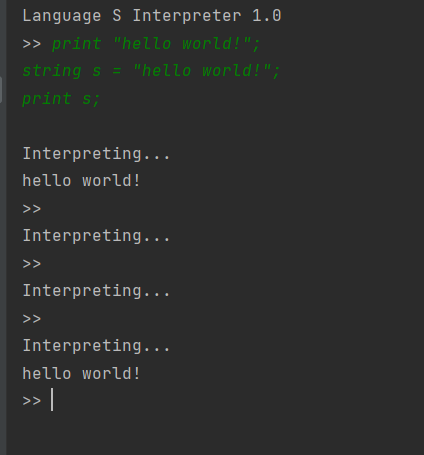 Language S Interpreter 1.0
>> print "hello world!";
string s = "hello world!";
print s;
Interpreting...
hello world!
>>
Interpreting...
>>
Interpreting...
>>
Interpreting...
hello world!
>>